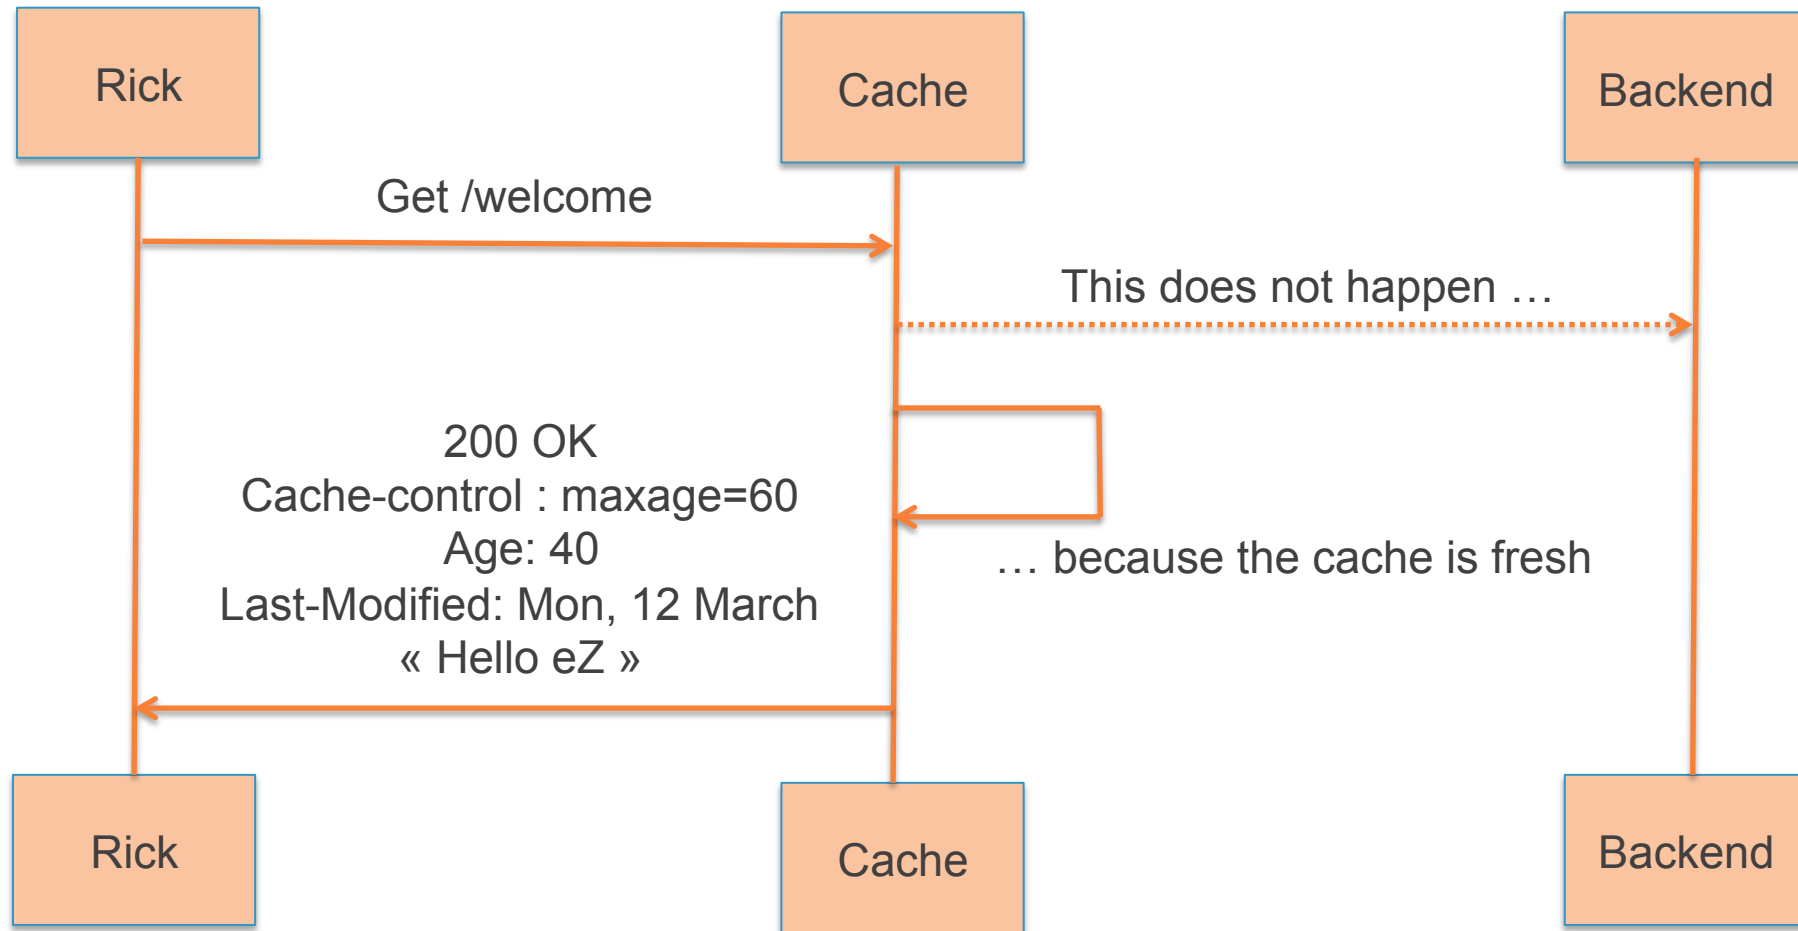 Rick
Cache
Backend
Get /welcome
This does not happen …
200 OK
Cache-control : maxage=60
Age: 40
Last-Modified: Mon, 12 March
« Hello eZ »
… because the cache is fresh
Rick
Cache
Backend